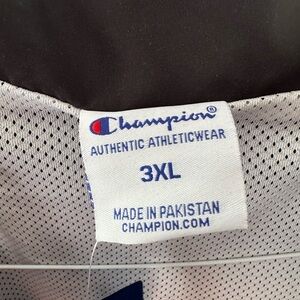 Champion®
AUTHENTIC ATHLETICWEAR
3XL
MADE IN PAKISTAN
CHAMPION.COM